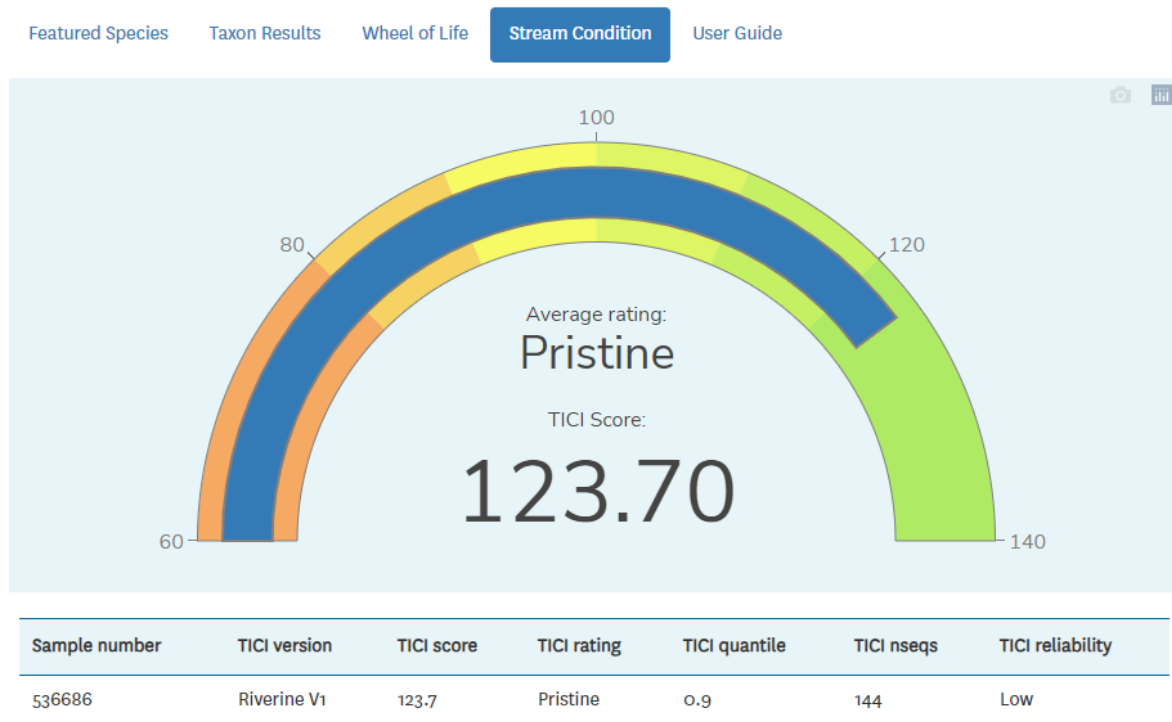 Featured Species Taxon Results Wheel of Life Stream Condition User Guide
100
80 120
Average rating:
Pristine
TICI Score:
123.70
60 140
Sample number TICI version TICI score TICI rating TICI quantile TICI nseqs TICI reliability
536686 Riverine V1 123.7 Pristine 0.9 144 Low